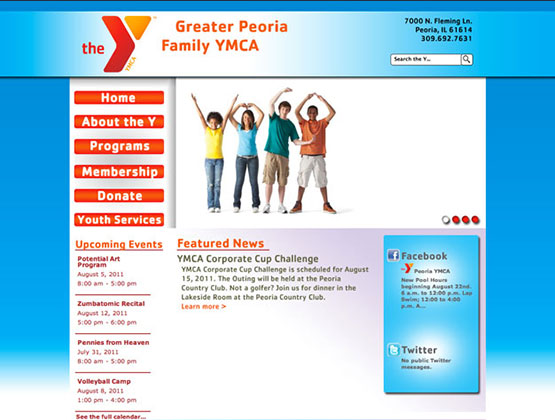 the
YMCA
Greater Peoria
Family YMCA
7000 N. Fleming Ln.
Peoria, IL 61614
309.692.7631
Search the Y...
Home
About the Y
Programs
Membership
Donate
Youth Services
Upcoming Events
Potential Art
Program
August 5, 2011
8:00 am - 5:00 pm
Zumbatomic Recital
August 12, 2011
5:00 pm - 6:00 pm
Pennies from Heaven
July 31, 2011
8:00 am - 5:00 pm
Volleyball Camp
August 8, 2011
1:00 pm - 4:00 pm
See the full calendar...
Featured News
YMCA Corporate Cup Challenge
YMCA Corporate Cup Challenge is scheduled for August
15, 2011. The Outing will be held at the Peoria
Country Club. Not a golfer? Join us for dinner in the
Lakeside Room at the Peoria Country Club.
Learn more >
Facebook
Peoria YMCA
New Pool Hours
beginning August 22nd.
6 a.m. to 12:00 p.m. Lap
Swim; 12:00 to 4:00
p.m. A...
Twitter
No public Twitter
messages.